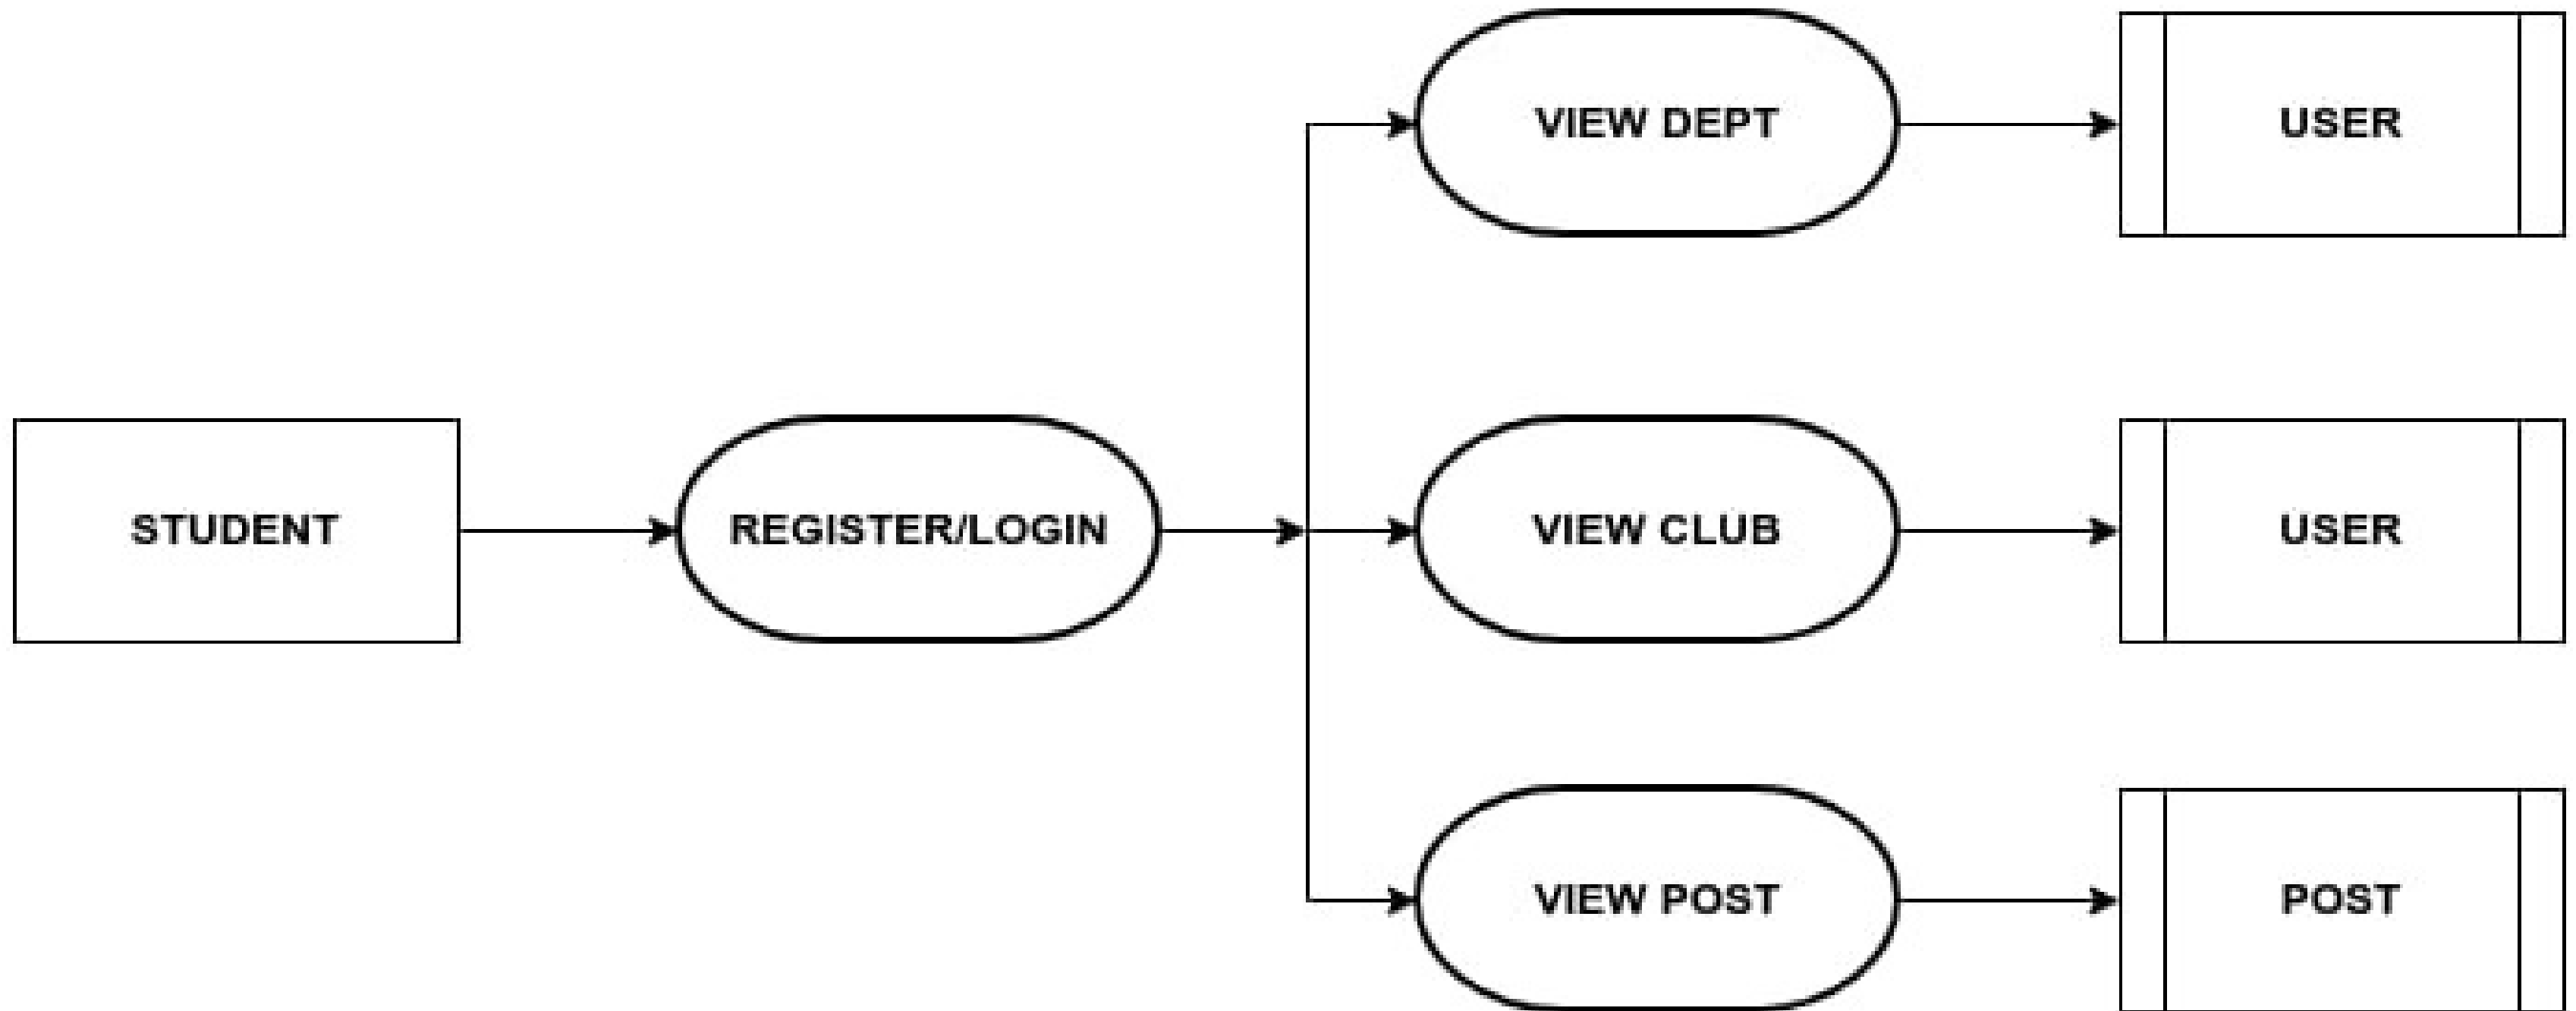 VIEW DEPT
USER
STUDENT
REGISTER/LOGIN
VIEW CLUB
USER
VIEW POST
POST